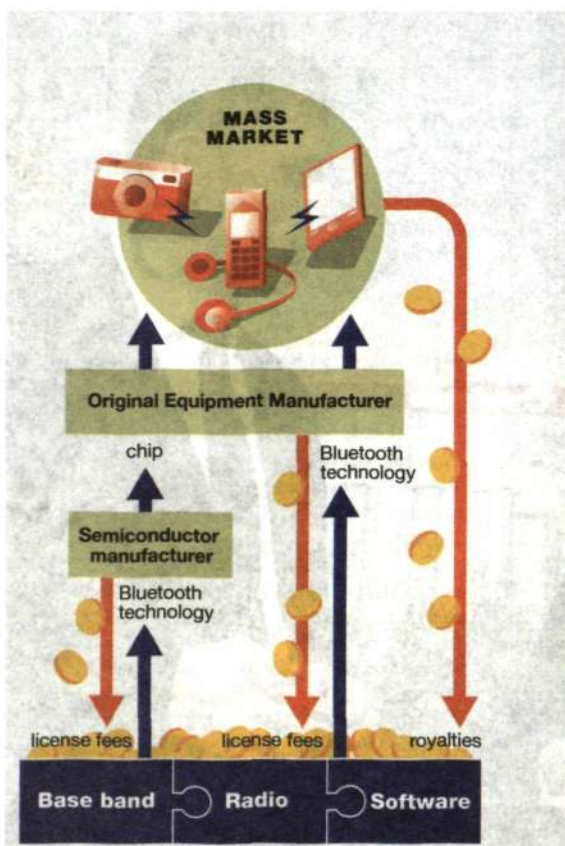 MASS
MARKET
Original Equipment Manufacturer
chip
Bluetooth
technology
Semiconductor
manufacturer
Bluetooth
technology
license fees
license fees
royalties
Base band
Radio
Software